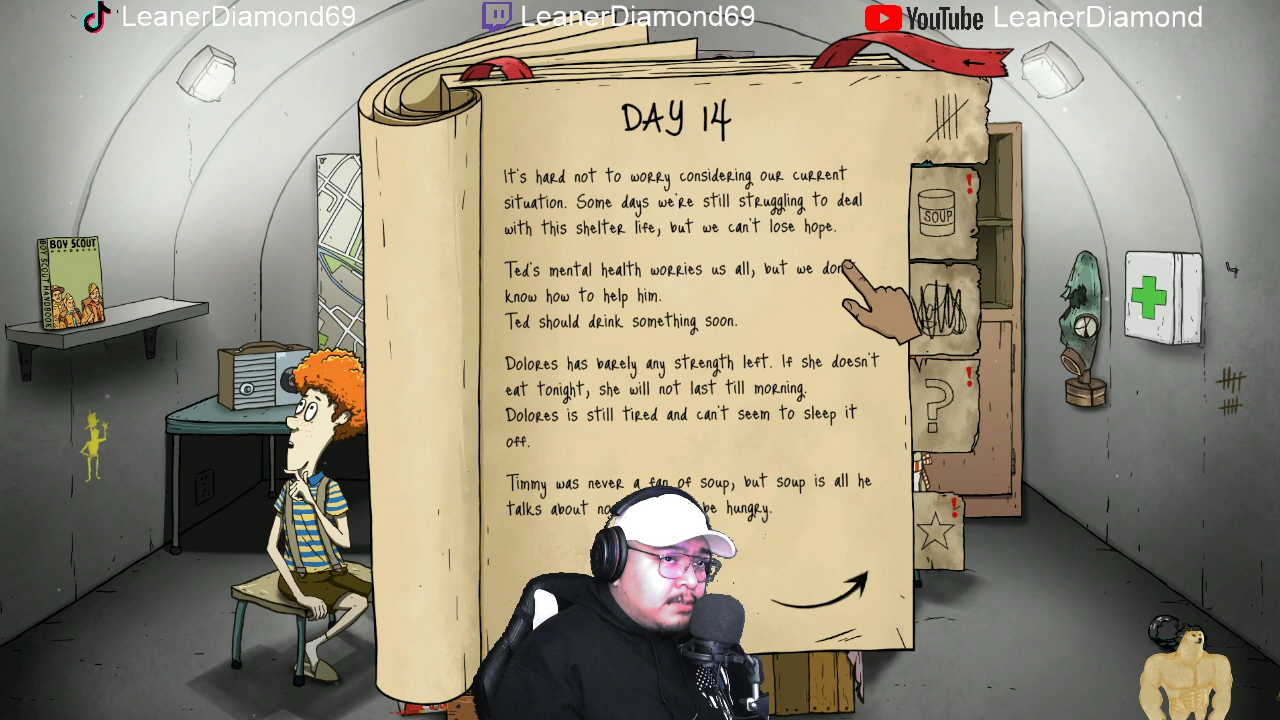 LeanerDiamond69
LeanerDiamond69
YouTube LeanerDiamond
DAY 14
It's hard not to worry considering our current
situation. Some days we're still struggling to deal
with this shelter life, but we can't lose hope.
Ted's mental health worries us all, but we
know how to help him.
Ted should drink something soon.
Dolores has barely any strength left. If she doesn't
eat tonight, she will not last till morning.
Dolores is still tired and can't seem to sleep it
off.
Timmy was never a fan of soup, but soup is all he
talks about be hungry.
SOUP
!
!
?
!
BOY SCOUT
BOY SCOUT HANDBOOK